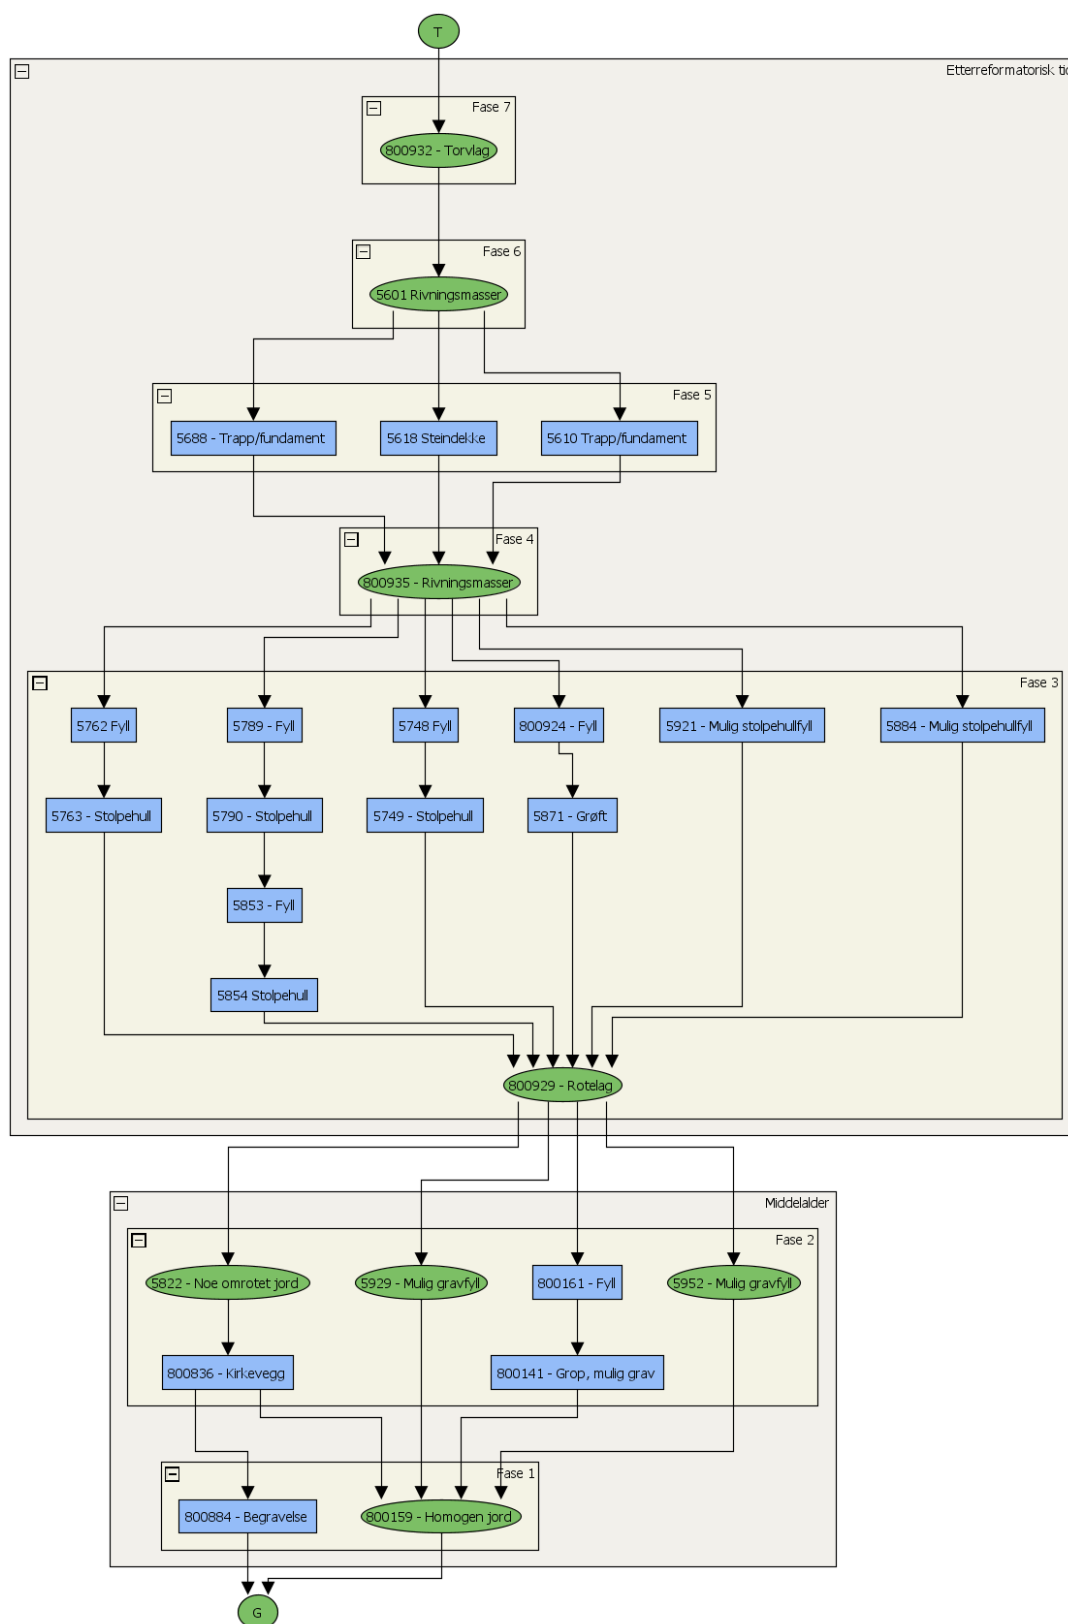 T
Etterreformatorisk tid
Fase 7
800932 - Torvlag
Fase 6
5601 Rivningsmasser
Fase 5
5688 - Trapp/fundament
5618 Steindekke
5610 Trapp/fundament
Fase 4
800935 - Rivningsmasser
Fase 3
5762 Fyll
5789 - Fyll
5748 Fyll
800924 - Fyll
5921 - Mulig stolpehullfyll
5884 - Mulig stolpehullfyll
5763 - Stolpehull
5790 - Stolpehull
5749 - Stolpehull
5871 - Grøft
5853 - Fyll
5854 Stolpehull
800929 - Rotelag
Middelalder
Fase 2
5822 - Noe omrotet jord
5929 - Mulig gravfyll
800161 - Fyll
5952 - Mulig gravfyll
800836 - Kirkevegg
800141 - Grop, mulig grav
Fase 1
800884 - Begravelse
800159 - Homogen jord
G